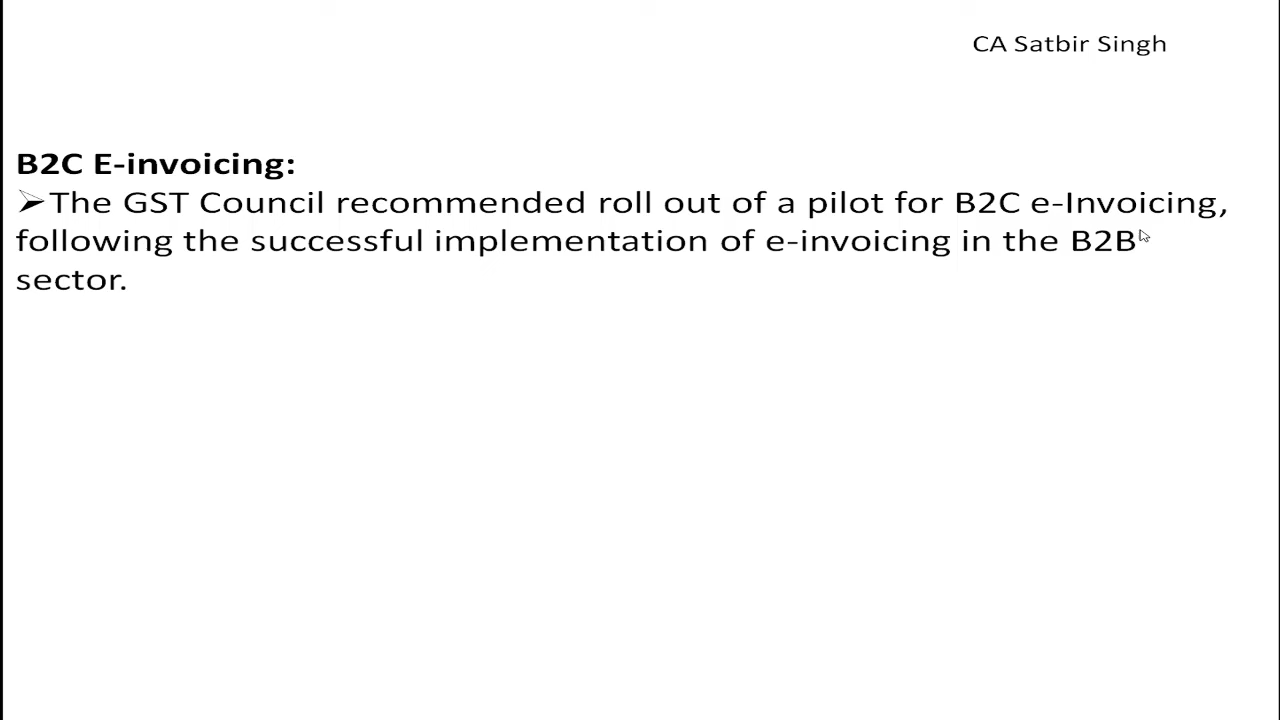 CA Satbir Singh
B2C E-invoicing:
➢The GST Council recommended roll out of a pilot for B2C e-Invoicing,
following the successful implementation of e-invoicing in the B2B
sector.